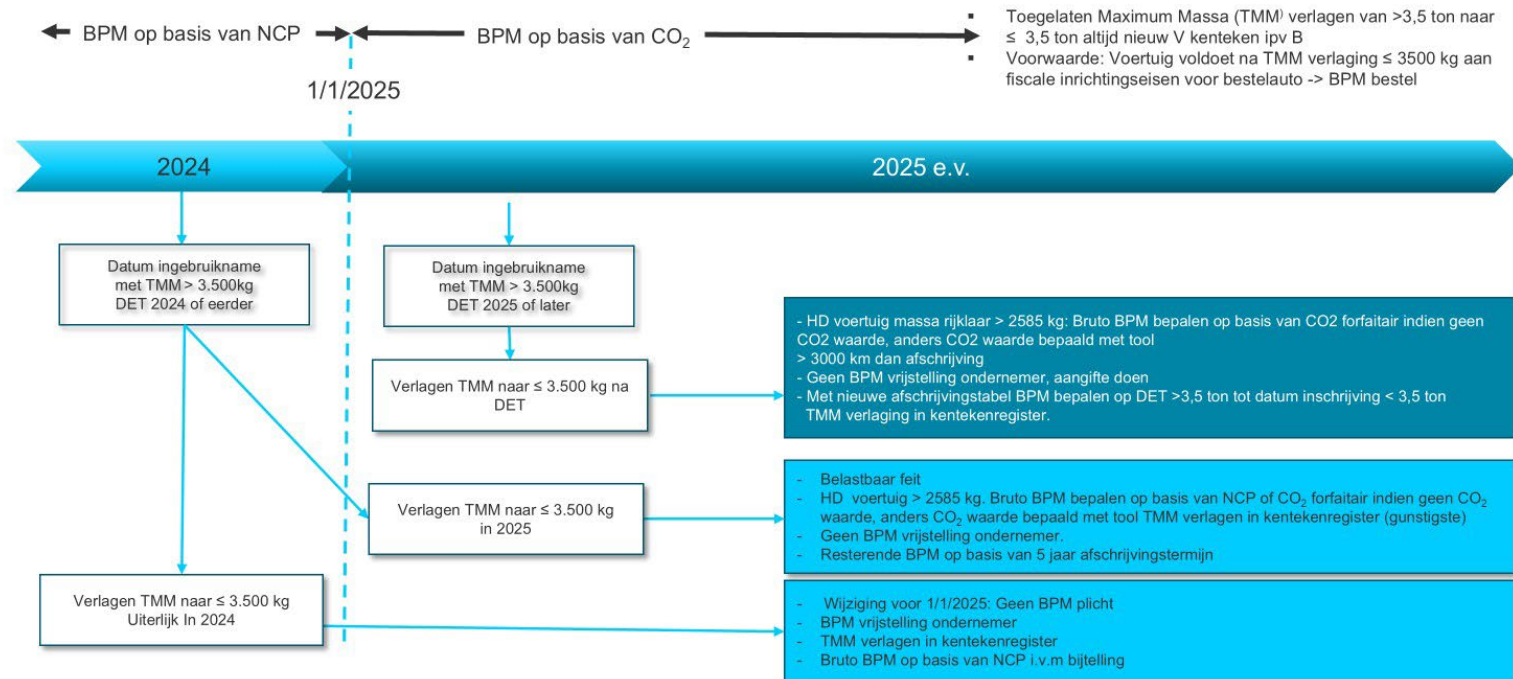 BPM op basis van NCP
BPM op basis van CO₂
▪ Toegelaten Maximum Massa (TMM⁾ verlagen van >3,5 ton naar
≤ 3,5 ton altijd nieuw V kenteken ipv B
▪ Voorwaarde: Voertuig voldoet na TMM verlaging ≤ 3500 kg aan
fiscale inrichtingseisen voor bestelauto -> BPM bestel
1/1/2025
2024
2025 e.v.
Datum ingebruikname
met TMM > 3.500kg
DET 2024 of eerder
Datum ingebruikname
met TMM > 3.500kg
DET 2025 of later
Verlagen TMM naar ≤ 3.500 kg na
DET
- HD voertuig massa rijklaar > 2585 kg: Bruto BPM bepalen op basis van CO2 forfaitair indien geen
CO2 waarde, anders CO2 waarde bepaald met tool
> 3000 km dan afschrijving
- Geen BPM vrijstelling ondernemer, aangifte doen
- Met nieuwe afschrijvingstabel BPM bepalen op DET >3,5 ton tot datum inschrijving < 3,5 ton
TMM verlaging in kentekenregister.
Verlagen TMM naar ≤ 3.500 kg
in 2025
- Belastbaar feit
- HD voertuig > 2585 kg. Bruto BPM bepalen op basis van NCP of CO₂ forfaitair indien geen CO₂
waarde, anders CO₂ waarde bepaald met tool TMM verlagen in kentekenregister (gunstigste)
- Geen BPM vrijstelling ondernemer.
- Resterende BPM op basis van 5 jaar afschrijvingstermijn
Verlagen TMM naar ≤ 3.500 kg
Uiterlijk In 2024
- Wijziging voor 1/1/2025: Geen BPM plicht
- BPM vrijstelling ondernemer
- TMM verlagen in kentekenregister
- Bruto BPM op basis van NCP i.v.m bijtelling